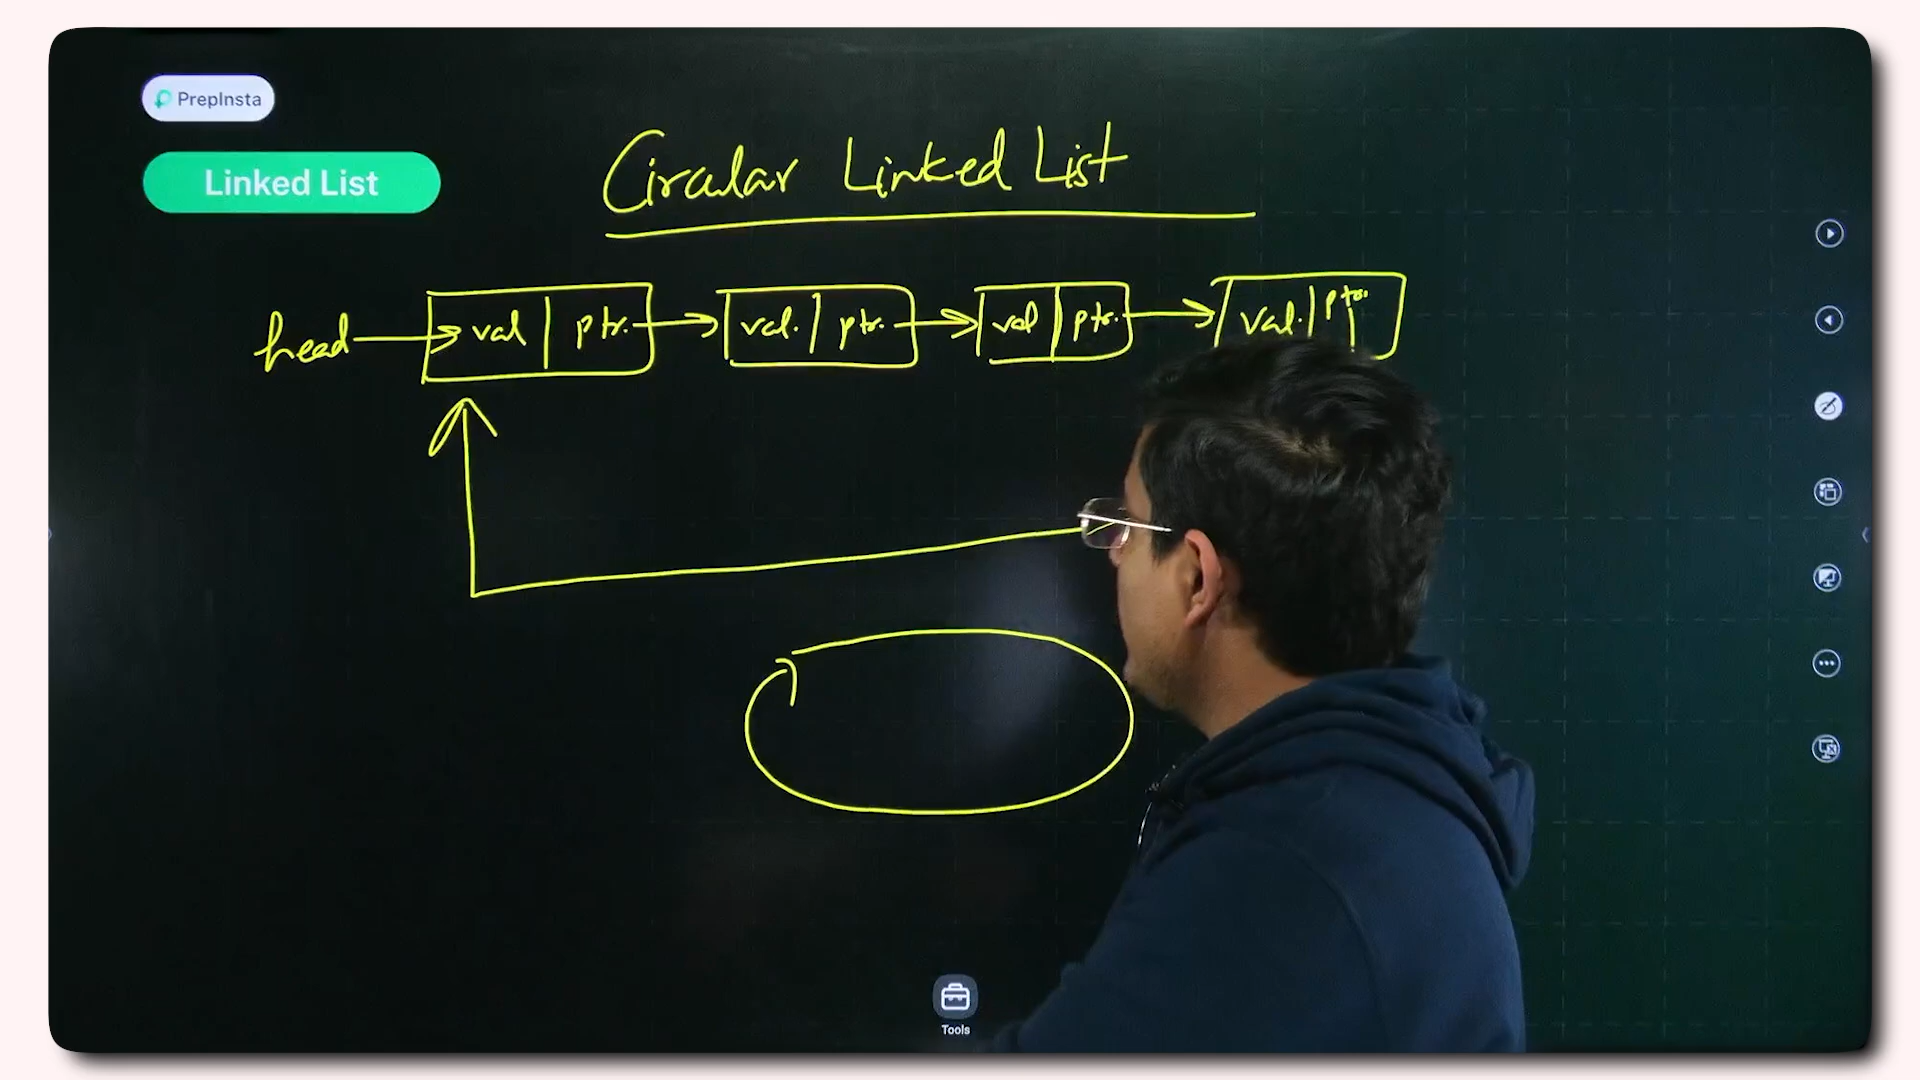 PrepInsta
Linked List
Circular Linked List
head val ptr. val. ptr. val ptr. val. ptr.
Tools